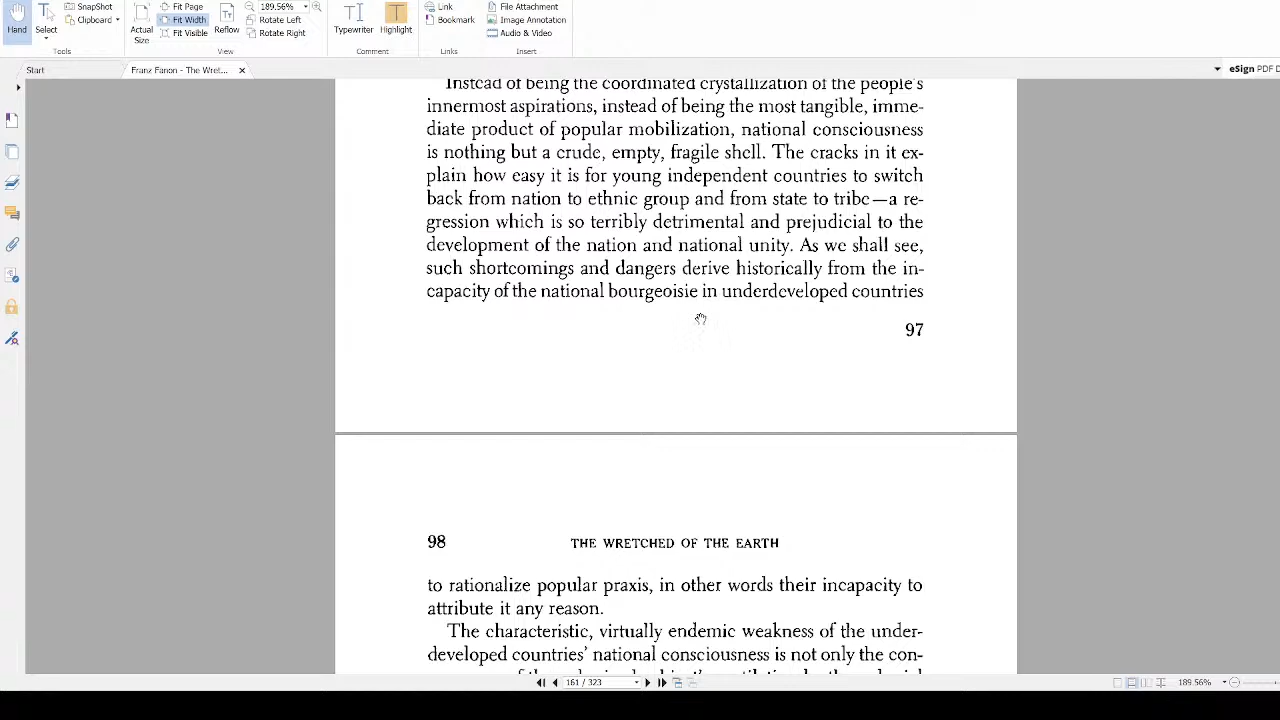 SnapShot
Clipboard
Hand
Select
Tools
Actual Size
Fit Page
Fit Width
Fit Visible
Reflow
189.56%
Rotate Left
Rotate Right
View
Typewriter
Highlight
Comment
Link
Bookmark
Links
File Attachment
Image Annotation
Audio & Video
Insert
Start
Franz Fanon - The Wret...
eSign PDF D
Instead of being the coordinated crystallization of the people's
innermost aspirations, instead of being the most tangible, imme-
diate product of popular mobilization, national consciousness
is nothing but a crude, empty, fragile shell. The cracks in it ex-
plain how easy it is for young independent countries to switch
back from nation to ethnic group and from state to tribe—a re-
gression which is so terribly detrimental and prejudicial to the
development of the nation and national unity. As we shall see,
such shortcomings and dangers derive historically from the in-
capacity of the national bourgeoisie in underdeveloped countries
97
98 THE WRETCHED OF THE EARTH
to rationalize popular praxis, in other words their incapacity to
attribute it any reason.
The characteristic, virtually endemic weakness of the under-
developed countries' national consciousness is not only the con-
161 / 323
189.56%